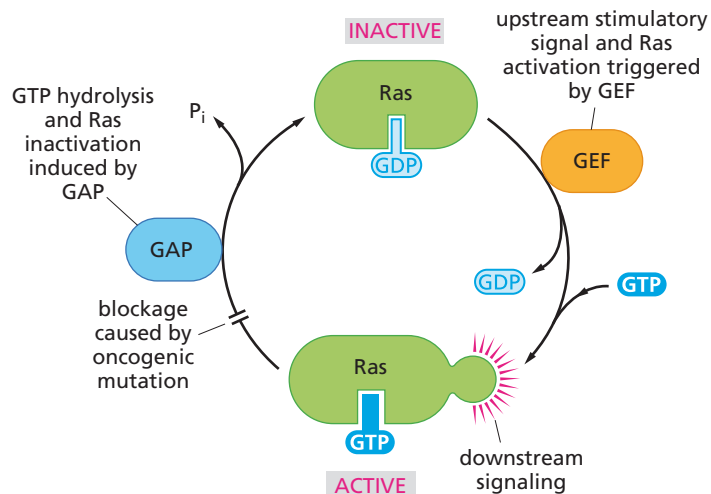 INACTIVE
upstream stimulatory
signal and Ras
activation triggered
by GEF
GTP hydrolysis
and Ras
inactivation
induced by
GAP
Pi
Ras
GDP
GEF
GAP
GDP
GTP
blockage
caused by
oncogenic
mutation
Ras
GTP
downstream
signaling
ACTIVE